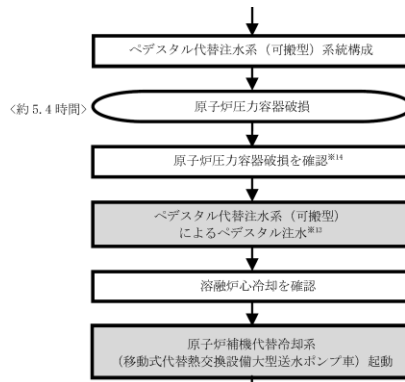 ペデスタル代替注水系（可搬型）系統構成
<約 5.4 時間>
原子炉圧力容器破損
原子炉圧力容器破損を確認※14
ペデスタル代替注水系（可搬型）
によるペデスタル注水※12
溶融炉心冷却を確認
原子炉補機代替冷却系
（移動式代替熱交換設備大型送水ポンプ車）起動